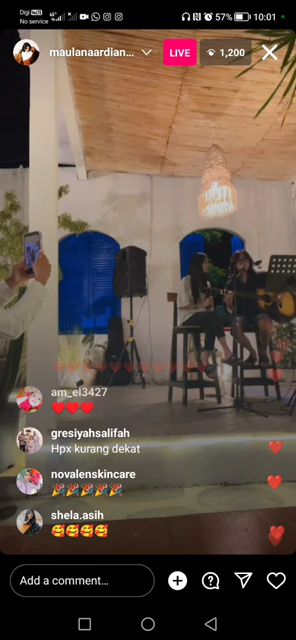 Digi VoLTE
No service
57%
10:01
maulanaardian...
LIVE
1,200
am_el3427
gresiyahsalifah
Hpx kurang dekat
novalenskincare
shela.asih
Add a comment...